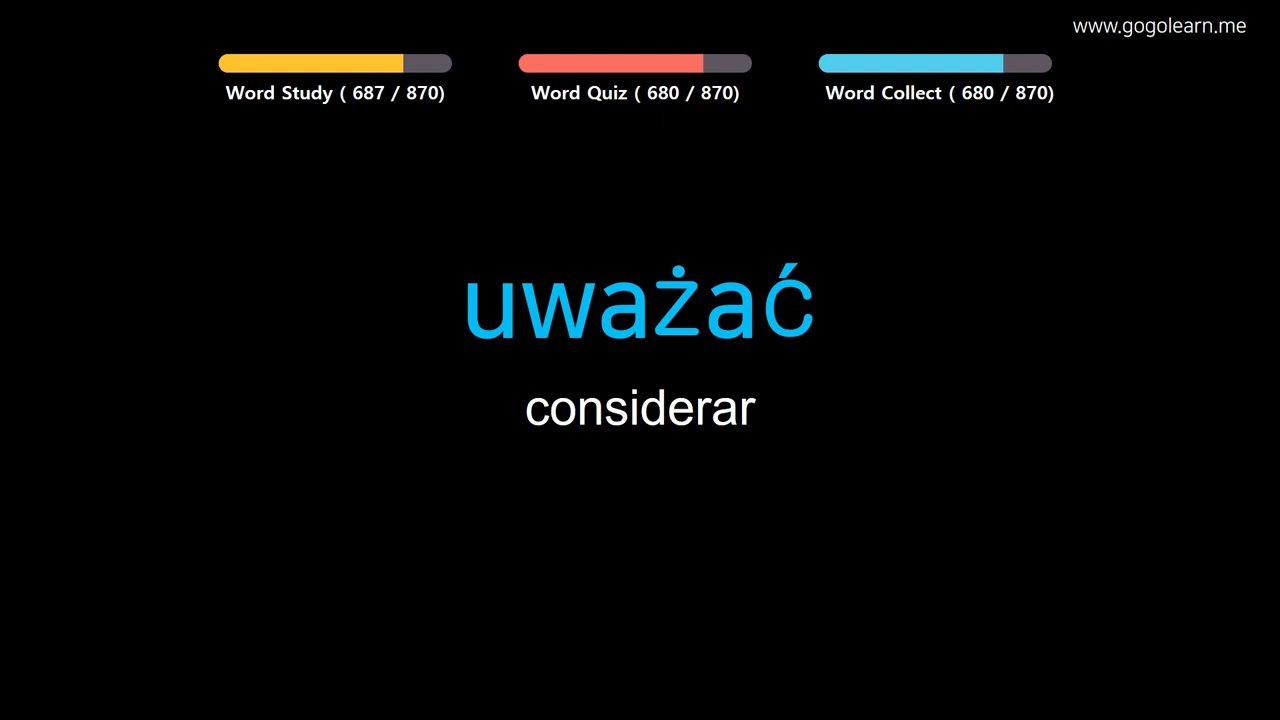 www.gogolearn.me
Word Study ( 687 / 870)
Word Quiz ( 680 / 870)
Word Collect ( 680 / 870)
uważać
considerar